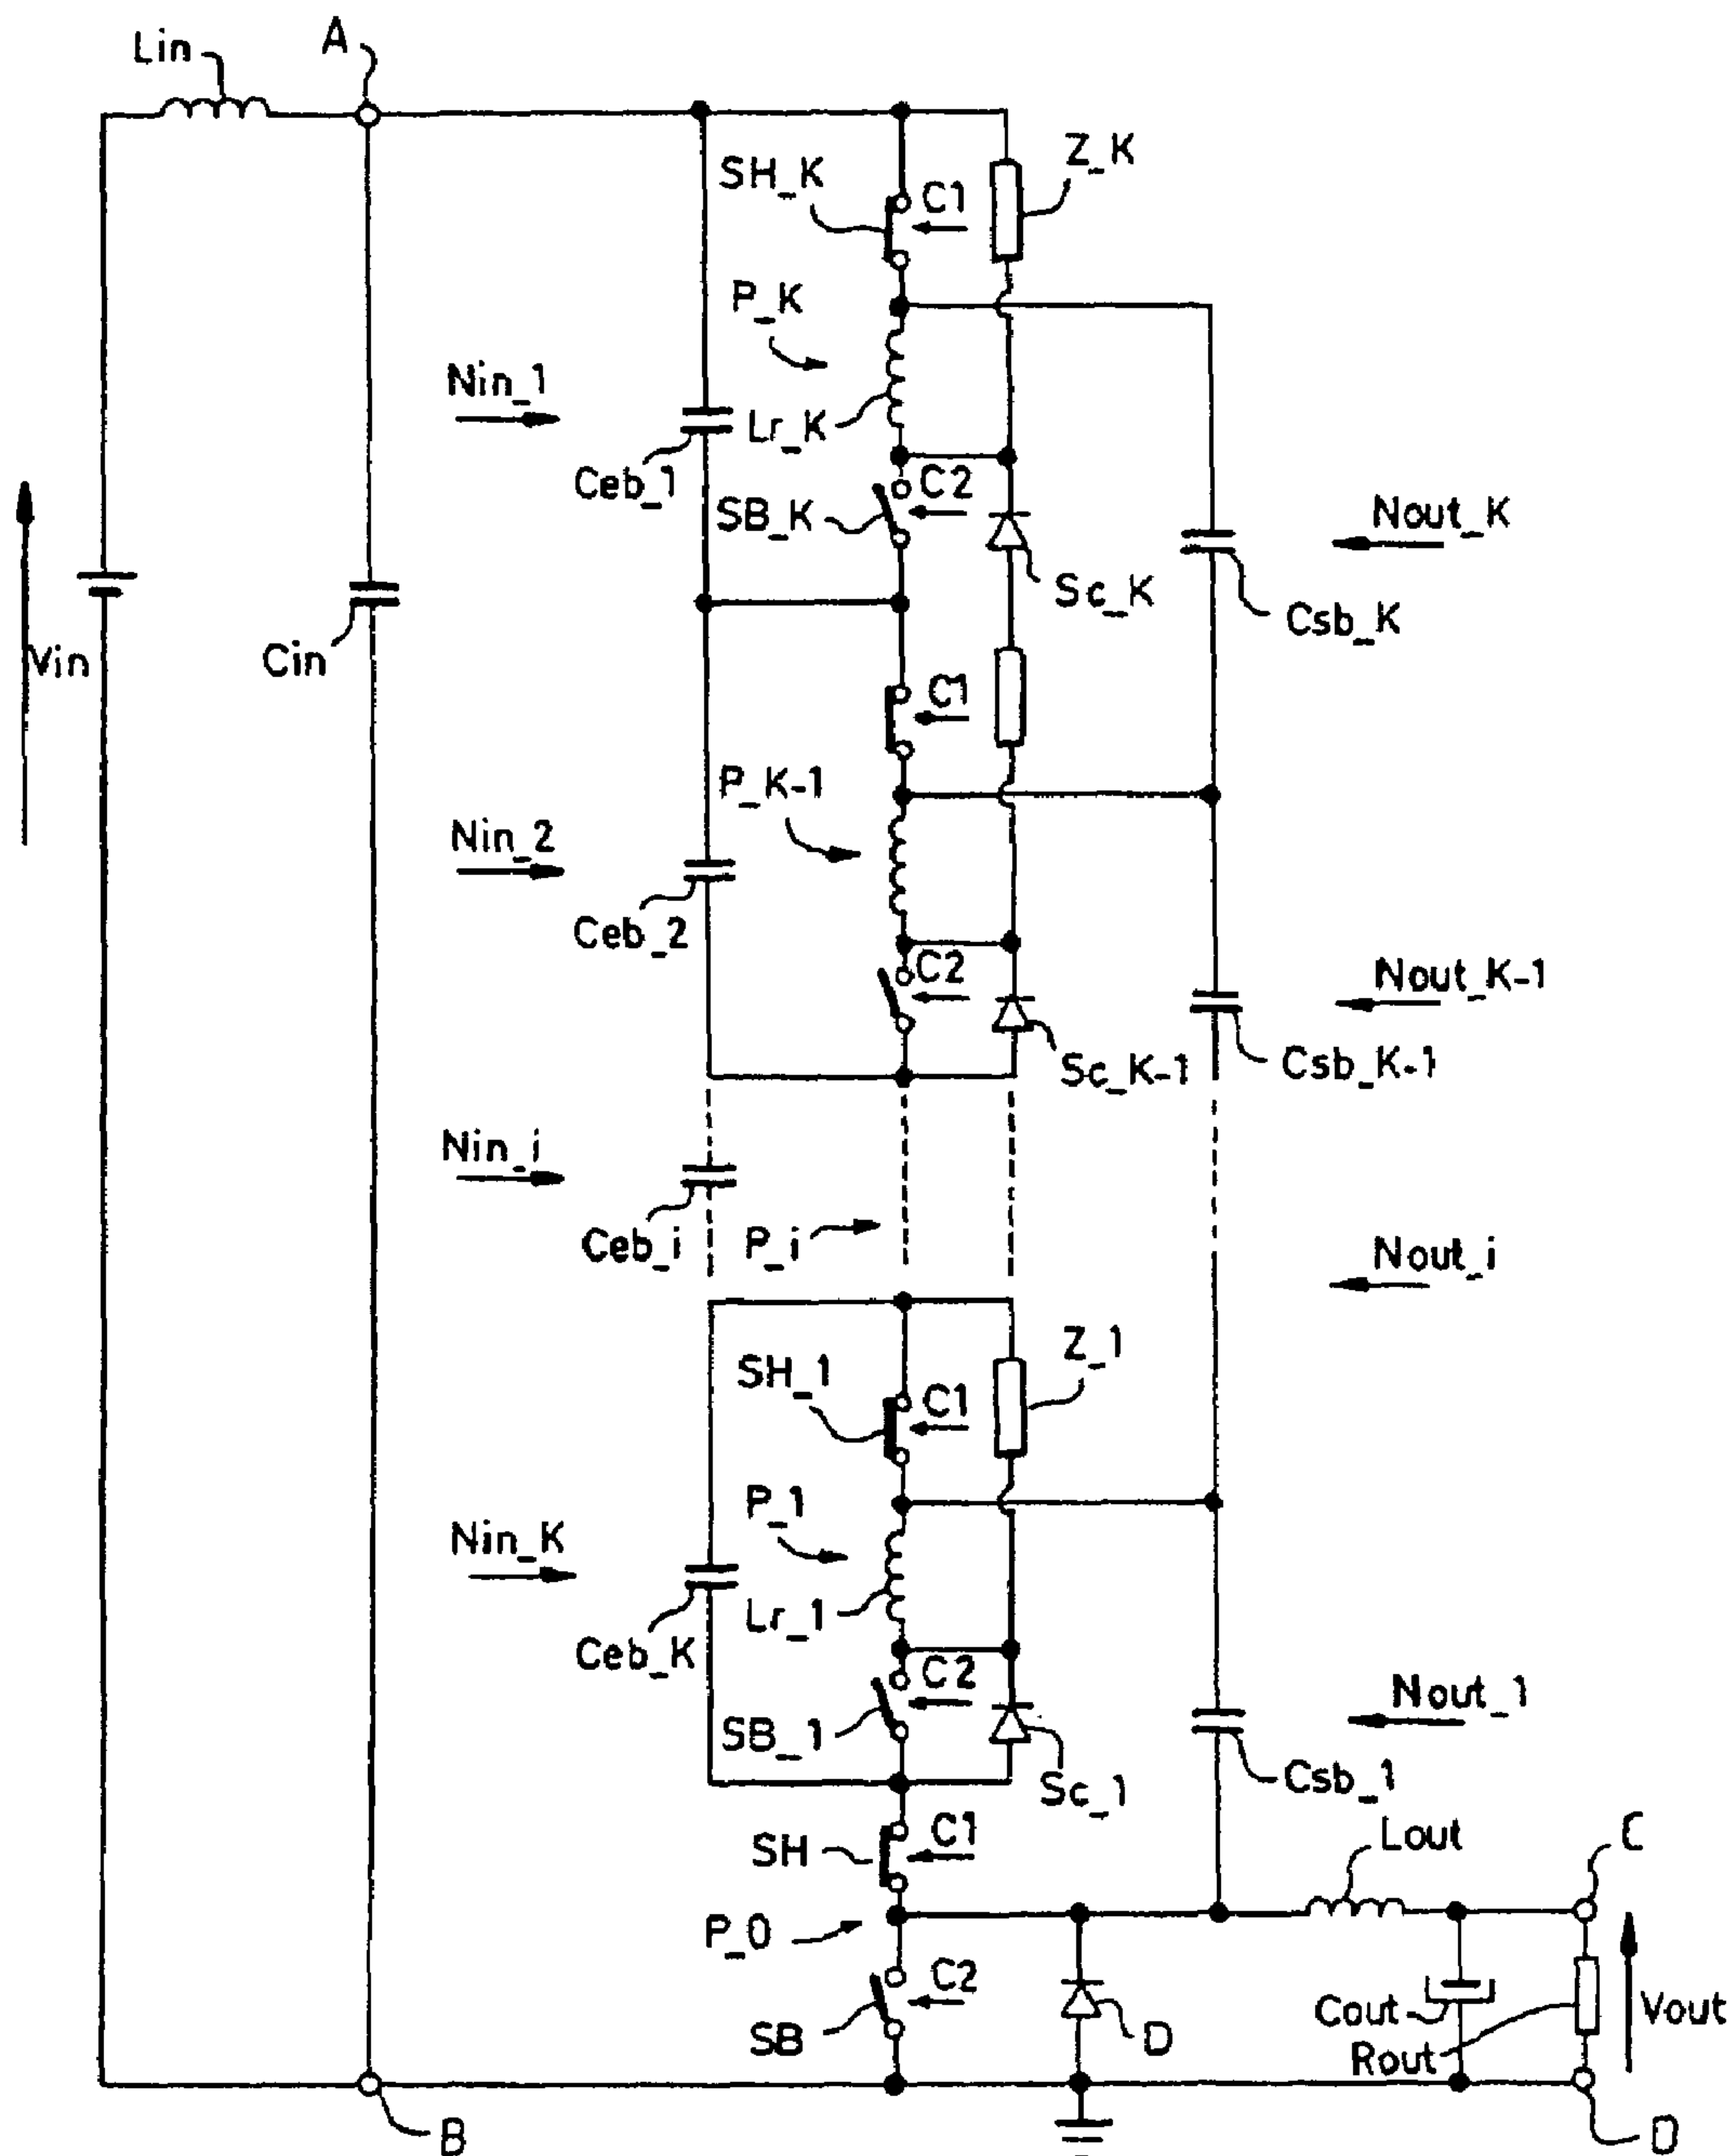 Lin
A
SH_K
C1
Z_K
P_K
Nin_1
Lr_K
Ceb_1
C2
SB_K
Nout_K
Sc_K
Csb_K
Vin
Cin
C1
P_K-1
Nin_2
Ceb_2
C2
Nout_K-1
Sc_K-1
Csb_K-1
Nin_i
Ceb_i
P_i
Nout_i
Z_1
SH_1
C1
P_1
Nin_K
Lr_1
Ceb_K
C2
Nout_1
SB_1
Sc_1
Csb_1
SH
C1
Lout
C
P_0
C2
Cout
Vout
SB
D
Rout
B
D